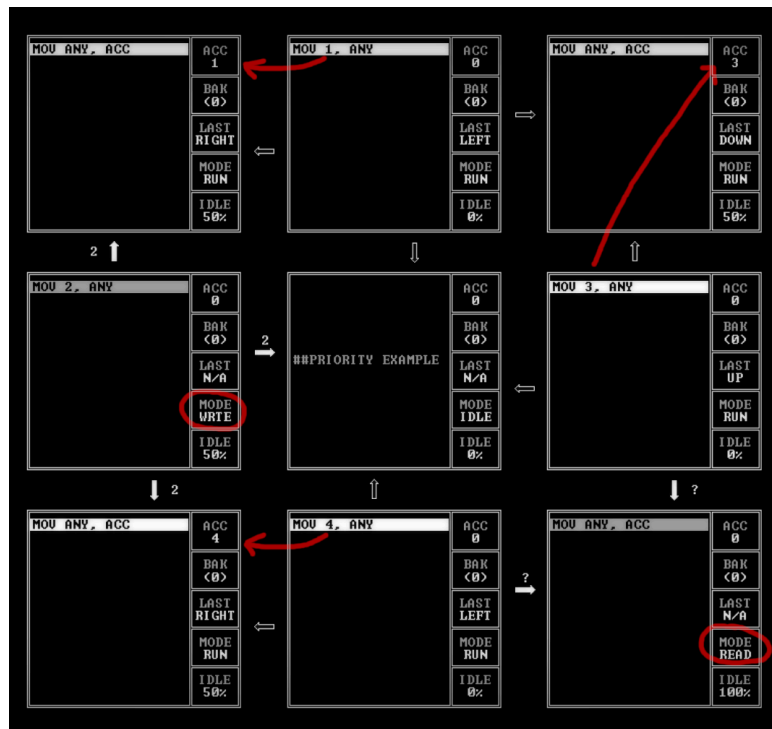 MOV ANY, ACC
ACC
1
BAK
(0)
LAST
RIGHT
MODE
RUN
IDLE
50%
MOV 1, ANY
ACC
0
BAK
(0)
LAST
LEFT
MODE
RUN
IDLE
0%
MOV ANY, ACC
ACC
3
BAK
(0)
LAST
DOWN
MODE
RUN
IDLE
50%
2
MOV 2, ANY
ACC
0
BAK
(0)
LAST
N/A
MODE
WRTE
IDLE
50%
2
##PRIORITY EXAMPLE
ACC
0
BAK
(0)
LAST
N/A
MODE
IDLE
IDLE
0%
MOV 3, ANY
ACC
0
BAK
(0)
LAST
UP
MODE
RUN
IDLE
0%
2
?
MOV ANY, ACC
ACC
4
BAK
(0)
LAST
RIGHT
MODE
RUN
IDLE
50%
MOV 4, ANY
ACC
0
BAK
(0)
LAST
LEFT
MODE
RUN
IDLE
0%
?
MOV ANY, ACC
ACC
0
BAK
(0)
LAST
N/A
MODE
READ
IDLE
100%